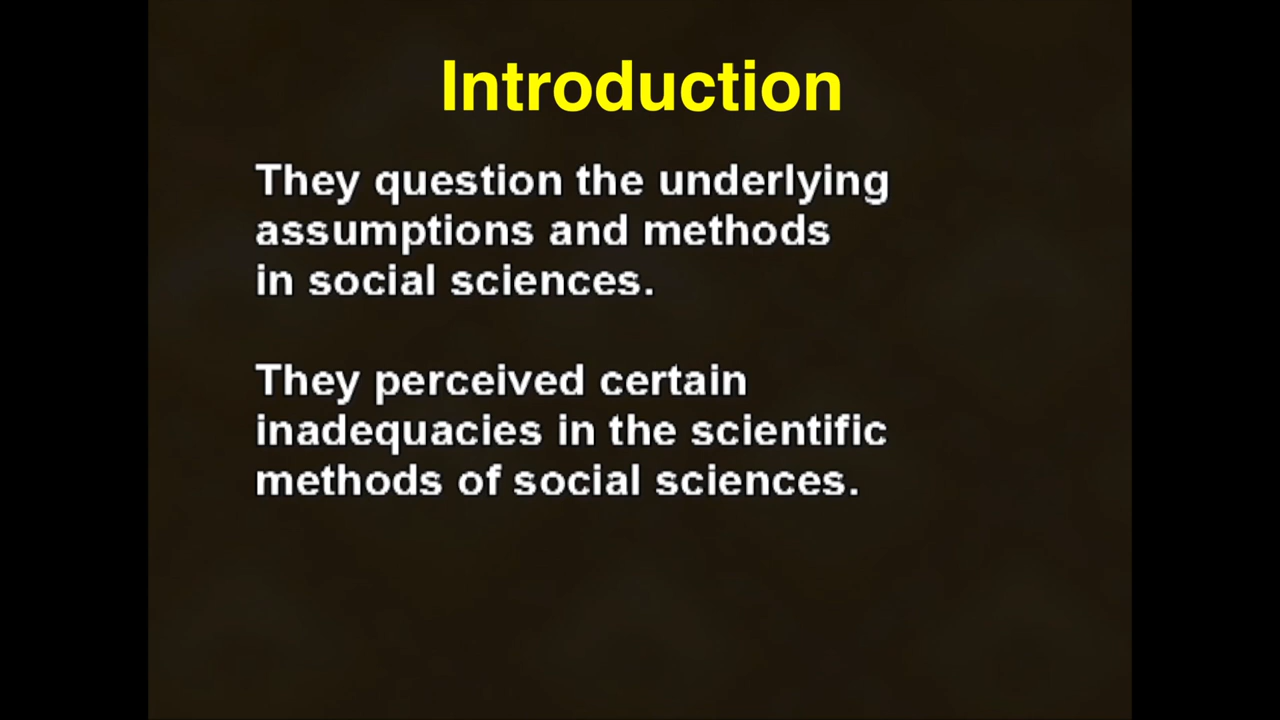 Introduction
They question the underlying
assumptions and methods
in social sciences.
They perceived certain
inadequacies in the scientific
methods of social sciences.